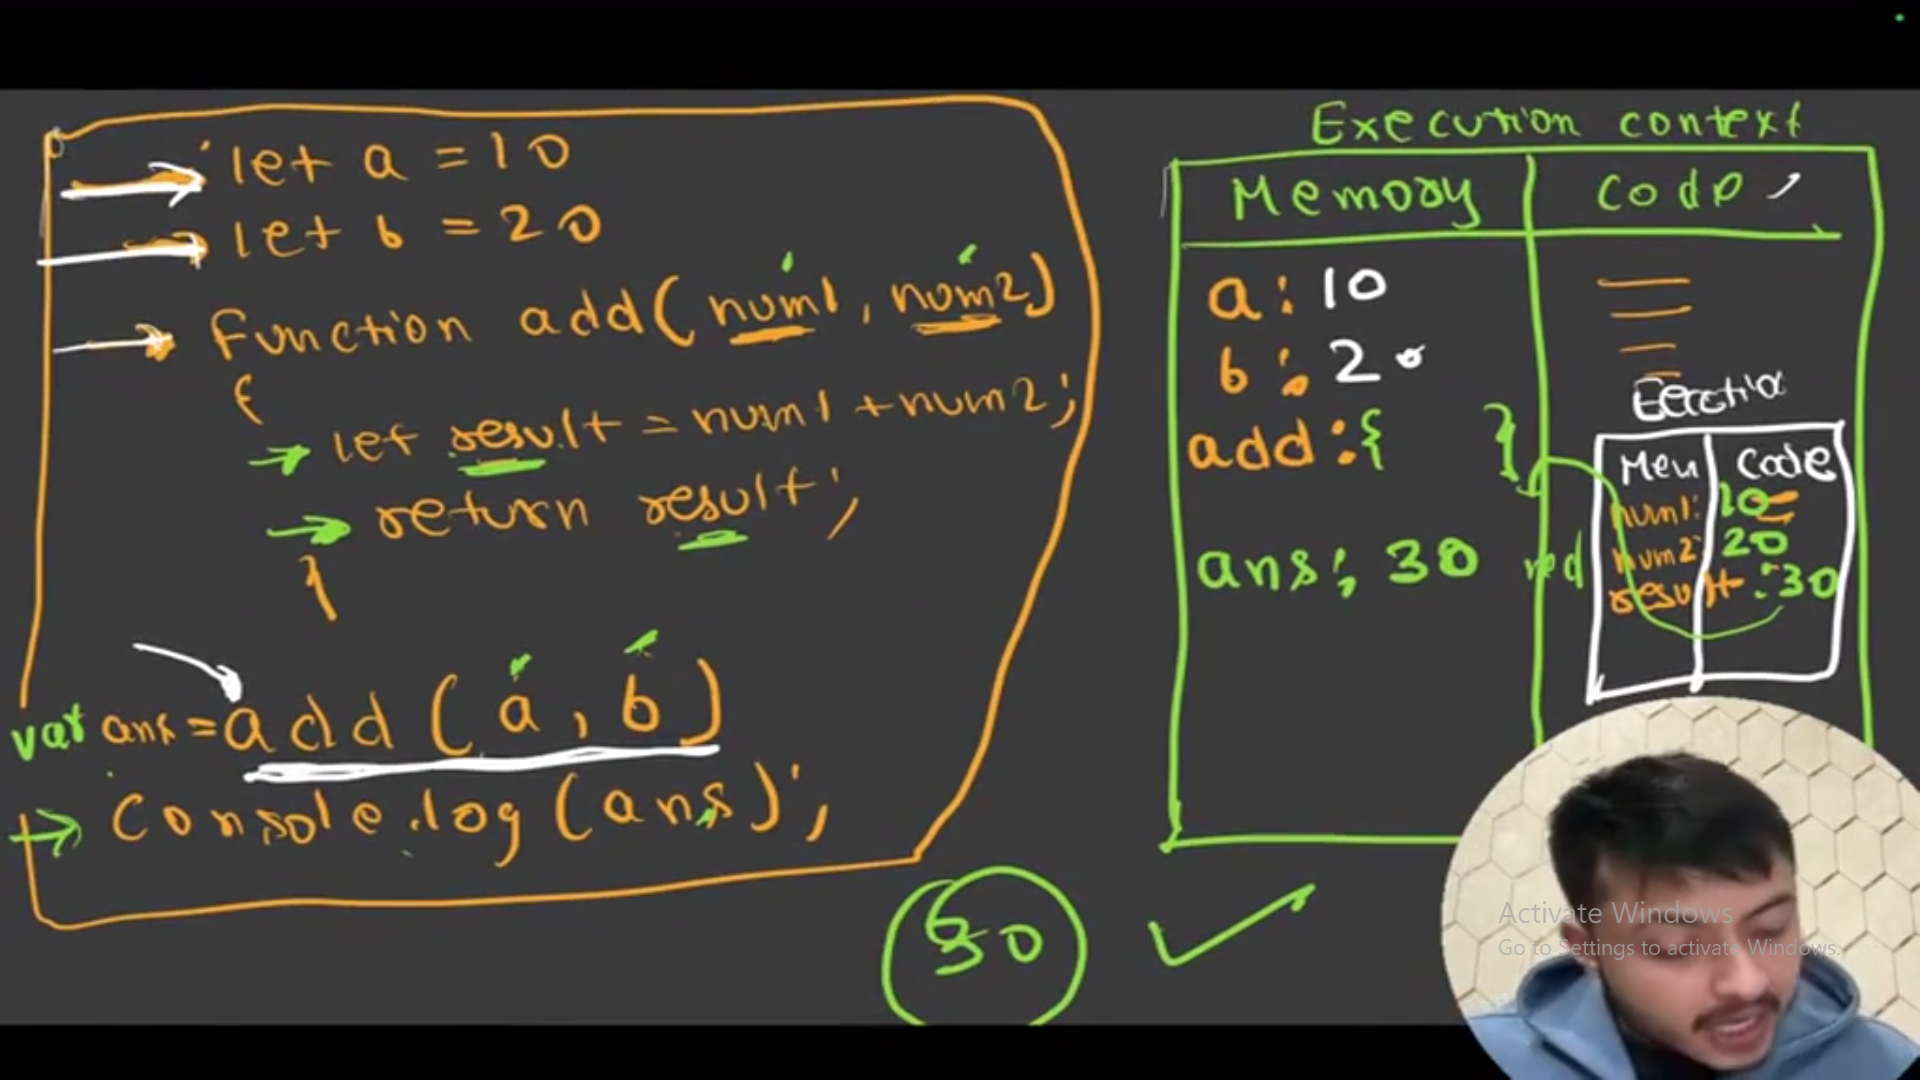 let a = 10
let b = 20
function add(num1, num2)
{
let result = num1 + num2;
return result;
}
var ans = add(a, b)
Console.log(ans);
30
Execution context
Memory
Code
a: 10
b: 20
add: { }
ans: 30
Code
num1: 10
num2: 20
result: 30
Activate Windows
Go to Settings to activate Windows.